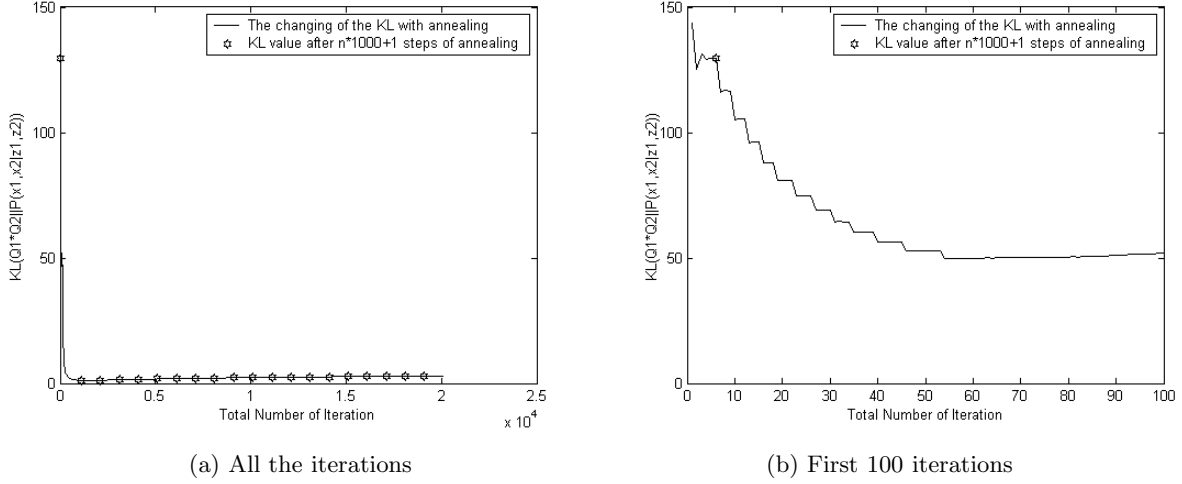 150
100
50
0
KL(Q1*Q2||P(x1,x2|z1,z2))
The changing of the KL with annealing
KL value after n*1000+1 steps of annealing
0 0.5 1 1.5 2 2.5
Total Number of Iteration
x 10^4
(a) All the iterations
150
100
50
0
KL(Q1*Q2||P(x1,x2|z1,z2))
The changing of the KL with annealing
KL value after n*1000+1 steps of annealing
0 10 20 30 40 50 60 70 80 90 100
Total Number of Iteration
(b) First 100 iterations